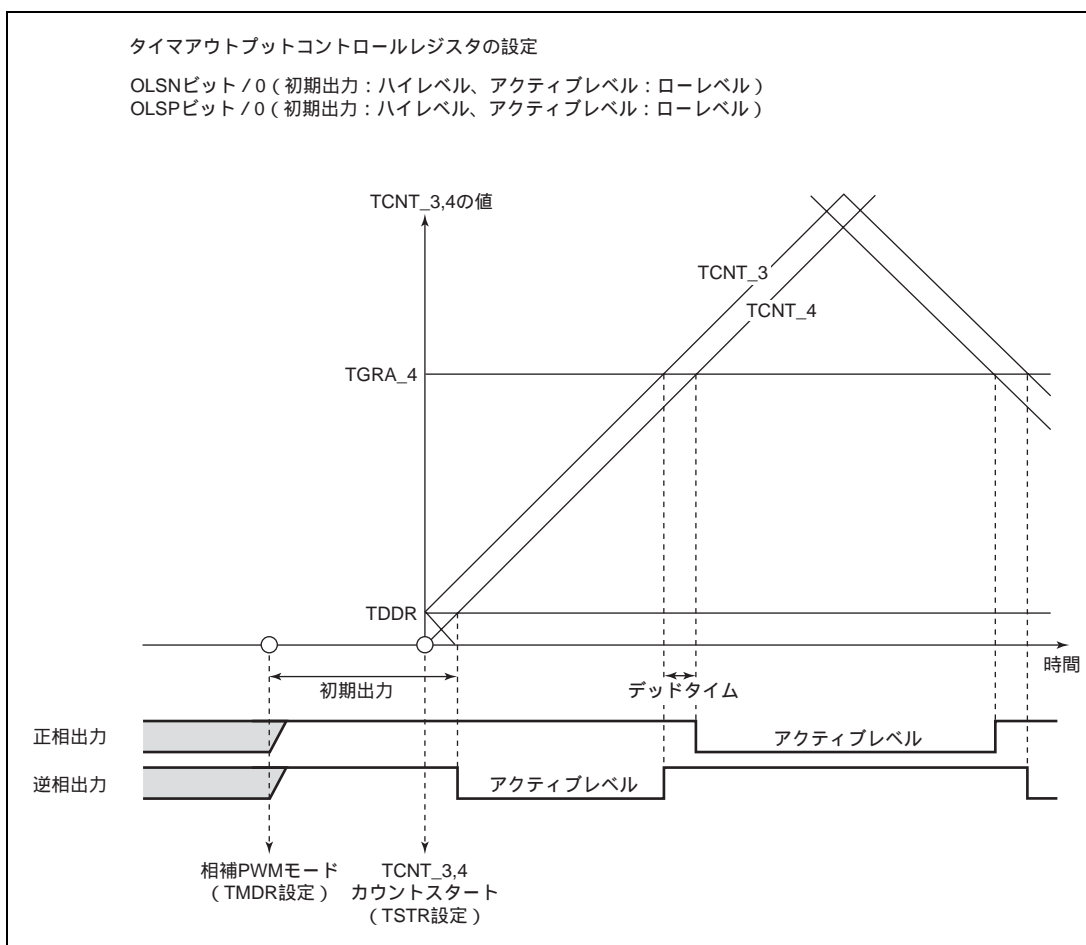 タイマアウトプットコントロールレジスタの設定
OLSNビット / 0 ( 初期出力 : ハイレベル、アクティブレベル : ローレベル )
OLSPビット / 0 ( 初期出力 : ハイレベル、アクティブレベル : ローレベル )
TCNT_3,4の値
TCNT_3
TCNT_4
TGRA_4
TDDR
時間
初期出力
デッドタイム
正相出力
アクティブレベル
逆相出力
アクティブレベル
相補PWMモード
( TMDR設定 )
TCNT_3,4
カウントスタート
( TSTR設定 )